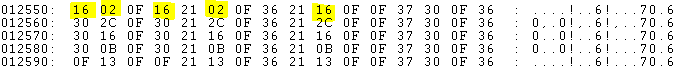 012550: 16 02 0F 16 21 02 0F 36 21 16 0F 0F 37 30 0F 36 : ....!..6!...70.6
012560: 30 2C 0F 30 21 2C 0F 36 21 2C 0F 0F 37 30 0F 36 : 0,.0!,.6!,..70.6
012570: 30 16 0F 30 21 16 0F 36 21 16 0F 0F 37 30 0F 36 : 0..0!..6!...70.6
012580: 30 0B 0F 30 21 0B 0F 36 21 0B 0F 0F 37 30 0F 36 : 0..0!..6!...70.6
012590: 0F 13 0F 0F 21 13 0F 36 21 13 0F 0F 37 30 0F 36 : ....!..6!...70.6